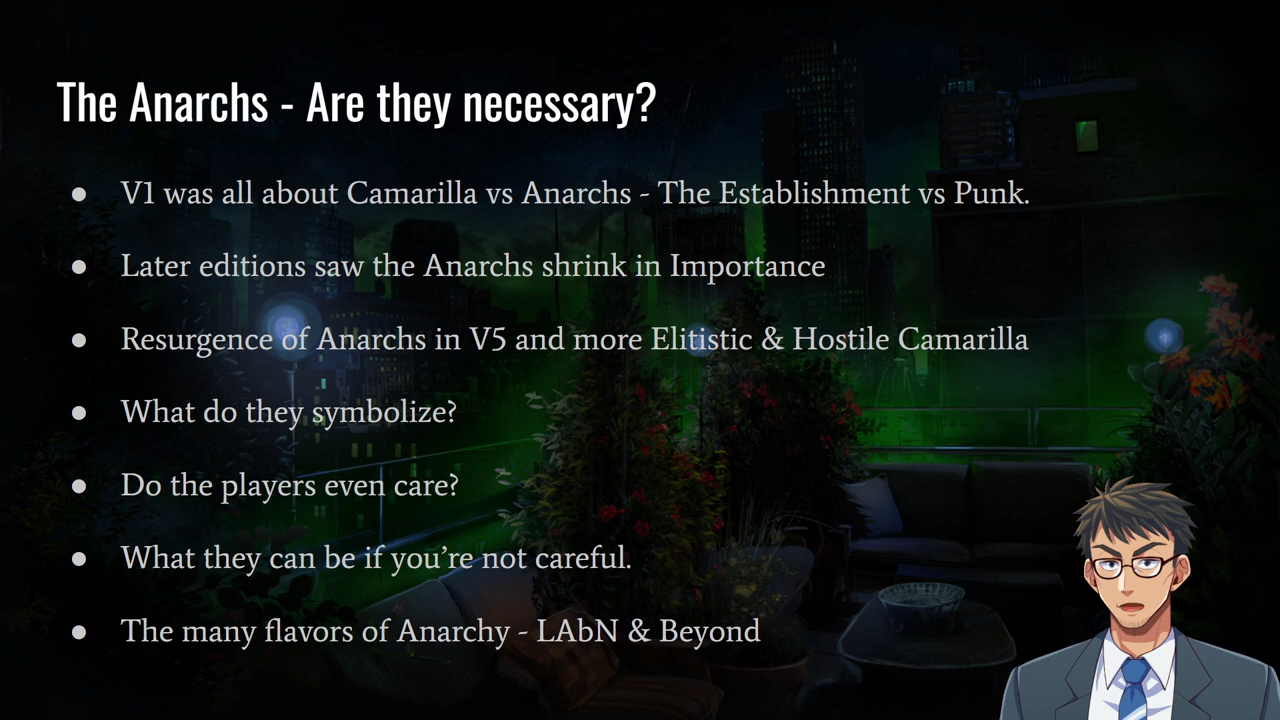 The Anarchs - Are they necessary?
● V1 was all about Camarilla vs Anarchs - The Establishment vs Punk.
● Later editions saw the Anarchs shrink in Importance
● Resurgence of Anarchs in V5 and more Elitistic & Hostile Camarilla
● What do they symbolize?
● Do the players even care?
● What they can be if you’re not careful.
● The many flavors of Anarchy - LAbN & Beyond